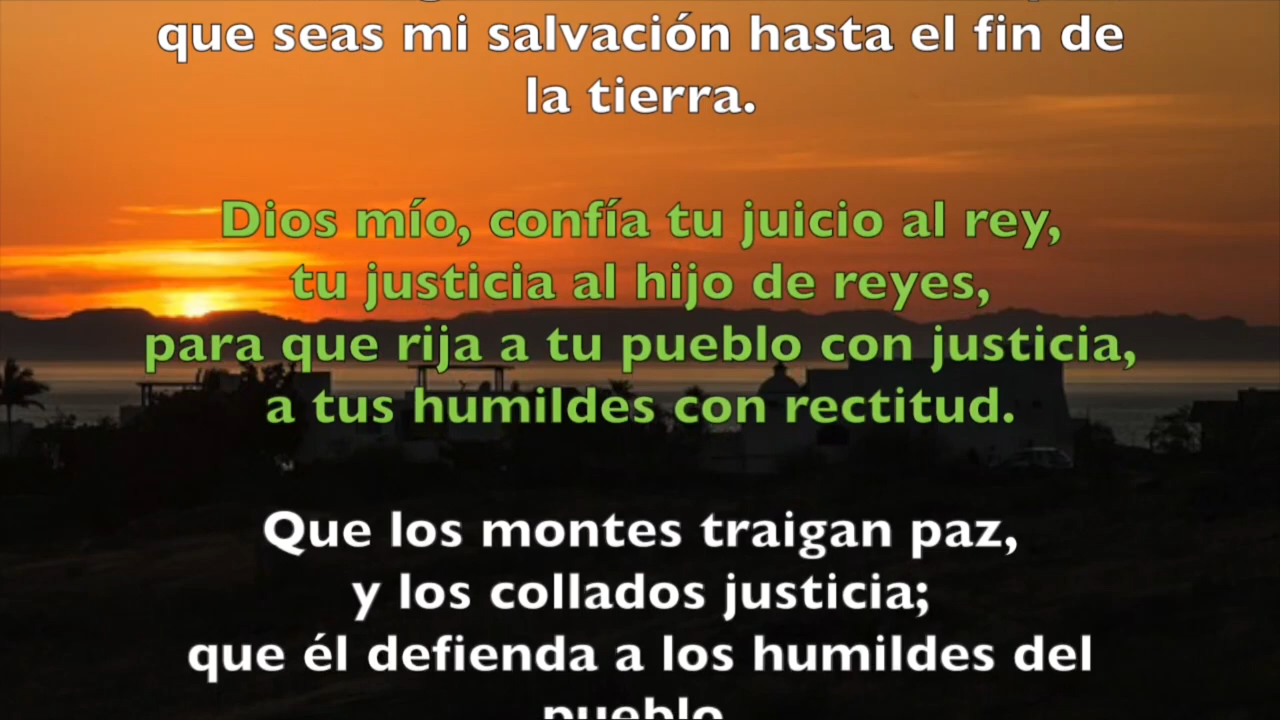 que seas mi salvación hasta el fin de
la tierra.
Dios mío, confía tu juicio al rey,
tu justicia al hijo de reyes,
para que rija a tu pueblo con justicia,
a tus humildes con rectitud.
Que los montes traigan paz,
y los collados justicia;
que él defienda a los humildes del
pueblo